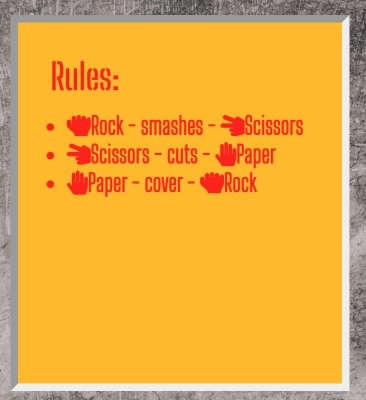 Rules:
Rock - smashes - Scissors
Scissors - cuts - Paper
Paper - cover - Rock